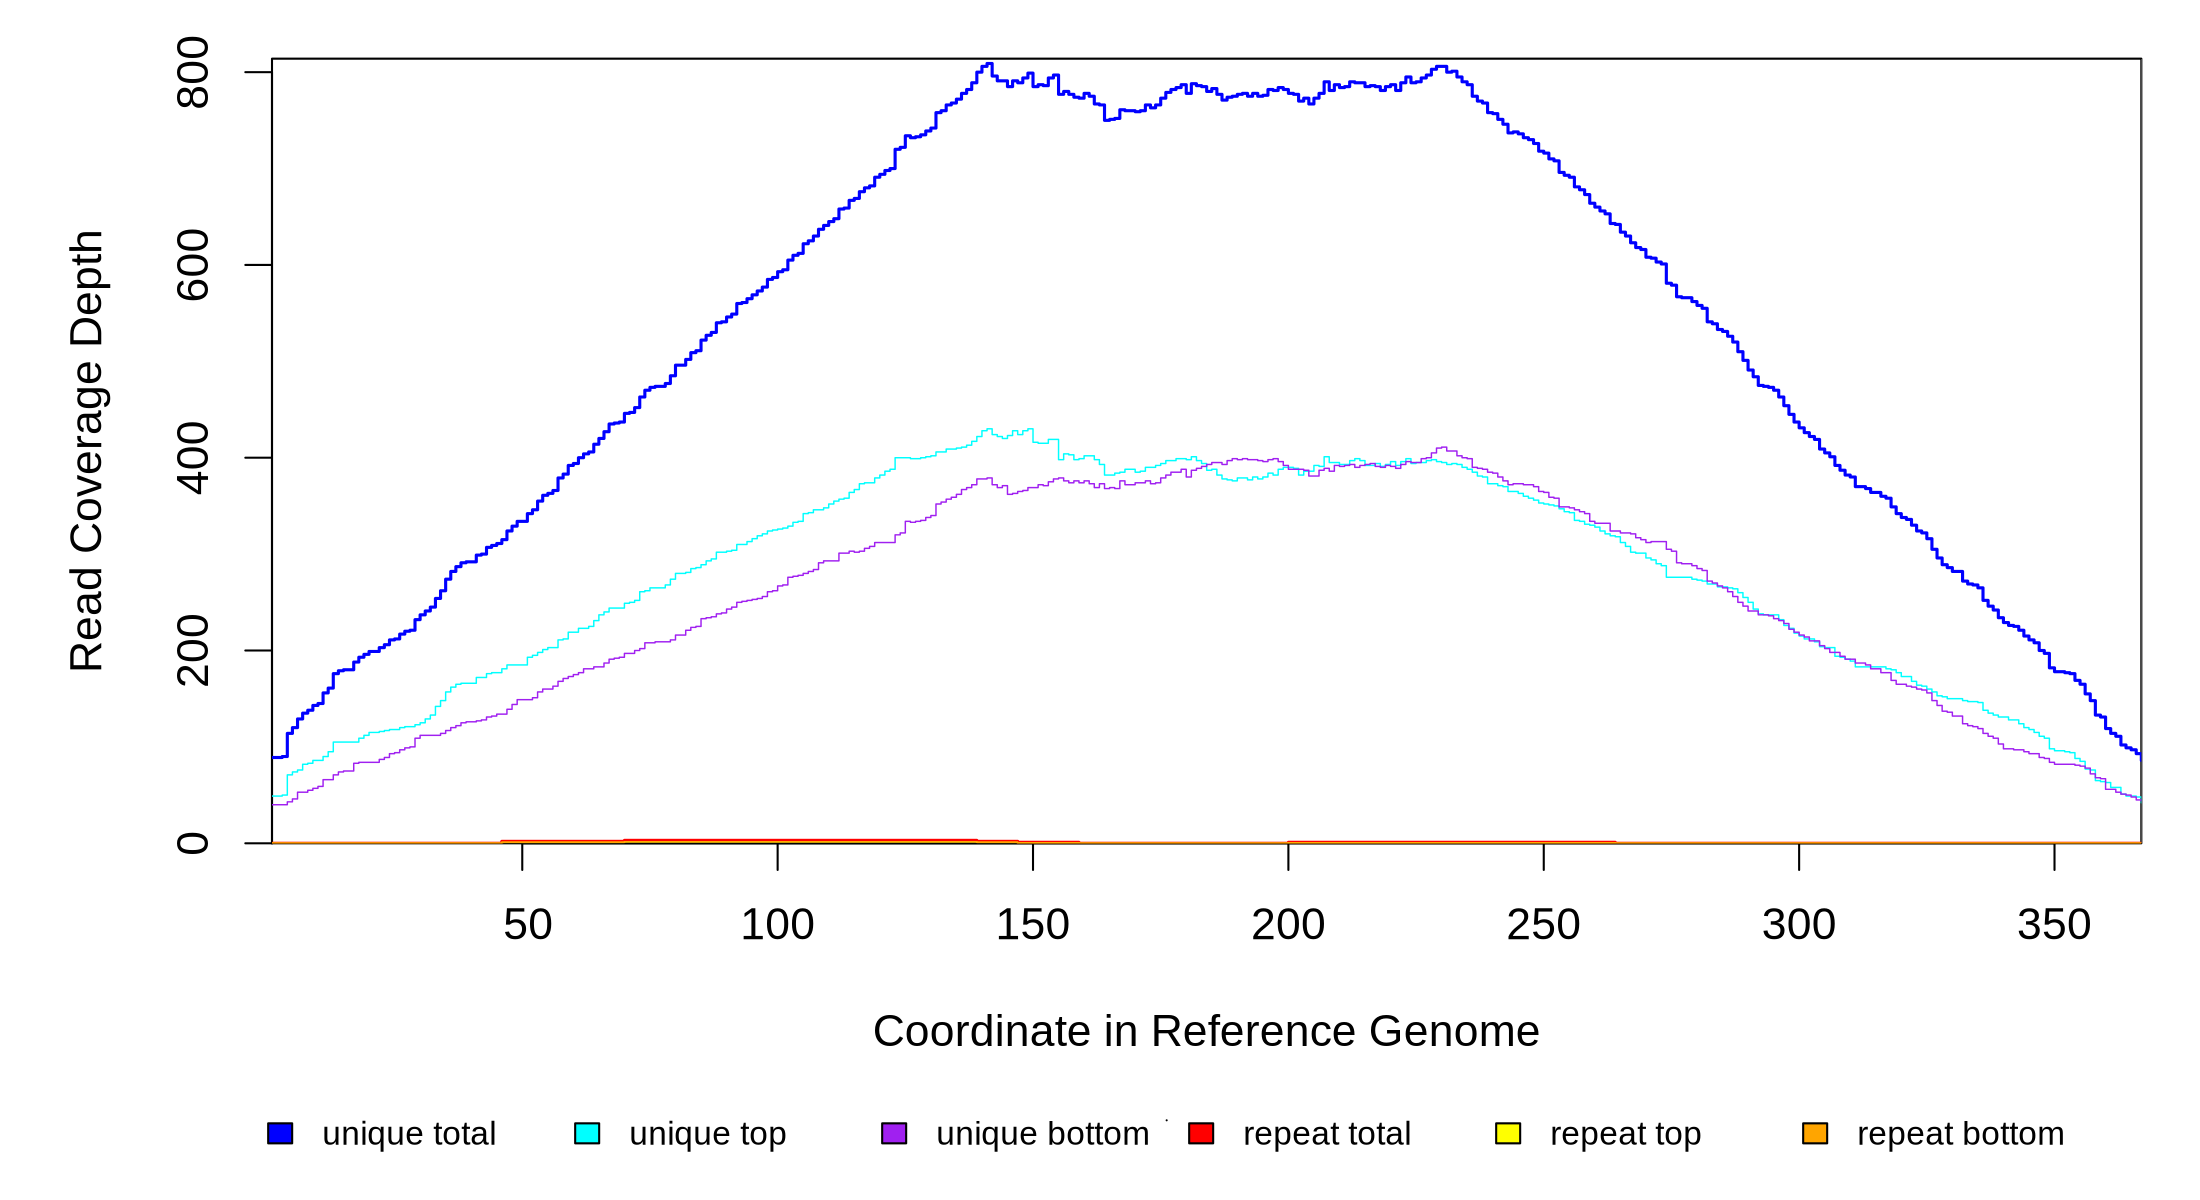 800
600
400
200
0
Read Coverage Depth
50 100 150 200 250 300 350
Coordinate in Reference Genome
unique total unique top unique bottom repeat total repeat top repeat bottom